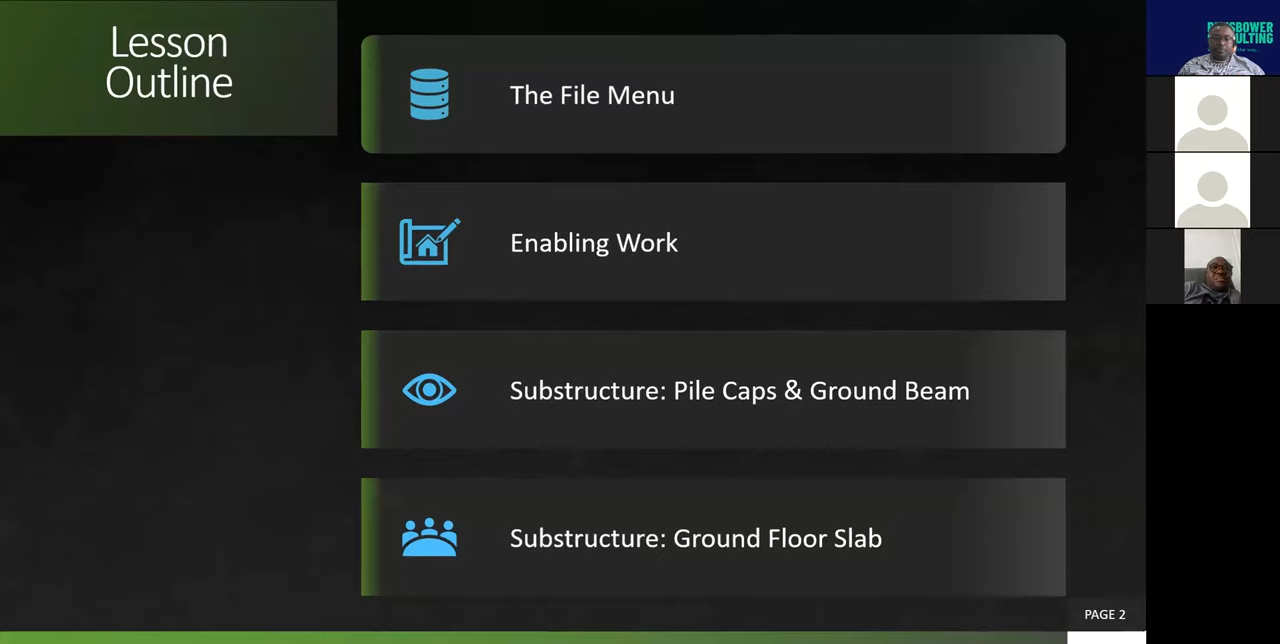 Lesson
Outline
The File Menu
Enabling Work
Substructure: Pile Caps & Ground Beam
Substructure: Ground Floor Slab
PAGE 2